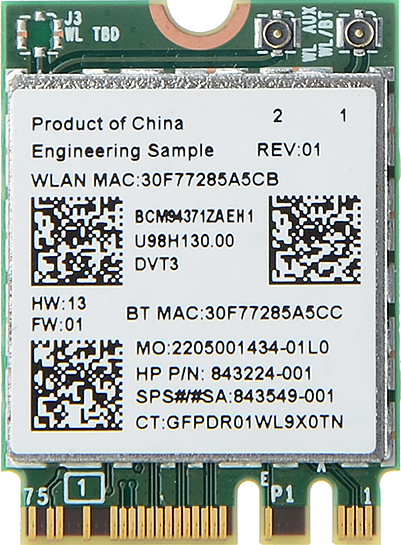 J3
WL TBD
WL AUX
WL/BT
Product of China
2 1
Engineering Sample REV:01
WLAN MAC:30F77285A5CB
BCM94371ZAEH1
U98H130.00
DVT3
HW:13
FW:01
BT MAC:30F77285A5CC
MO:2205001434-01L0
HP P/N: 843224-001
SPS##SA:843549-001
CT:GFPDR01WL9X0TN
E A
75 1 P1 1